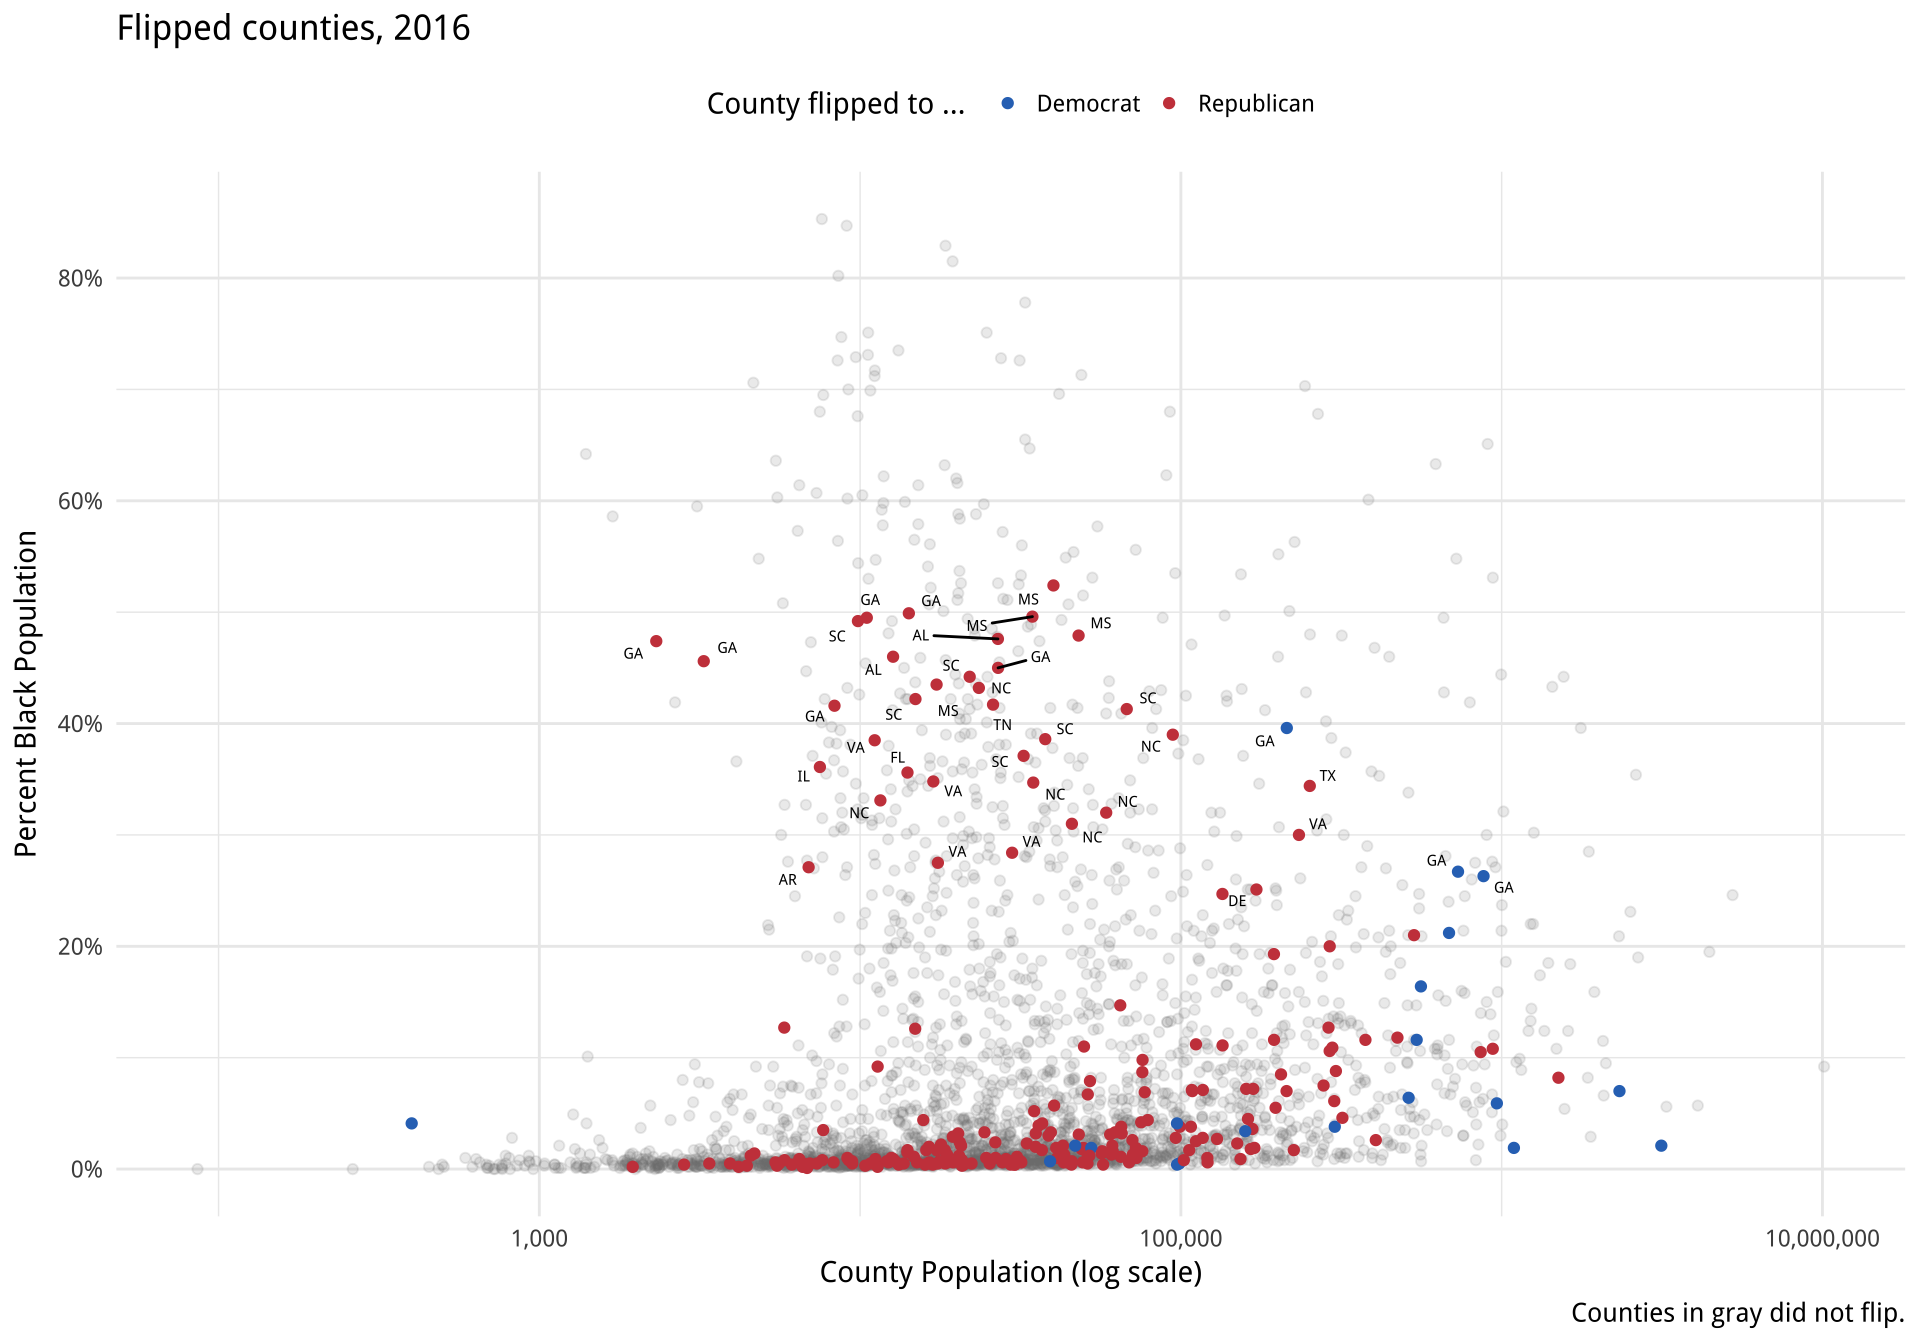 Flipped counties, 2016
County flipped to ... Democrat Republican
Percent Black Population
80%
60%
40%
20%
0%
GA GA
MS
MS MS
SC AL
GA GA
AL SC GA
NC
GA SC MS TN SC
SC NC
VA GA
FL SC
IL TX
VA NC NC
NC VA
NC
VA VA
GA
AR GA
DE
1,000 100,000 10,000,000
County Population (log scale)
Counties in gray did not flip.